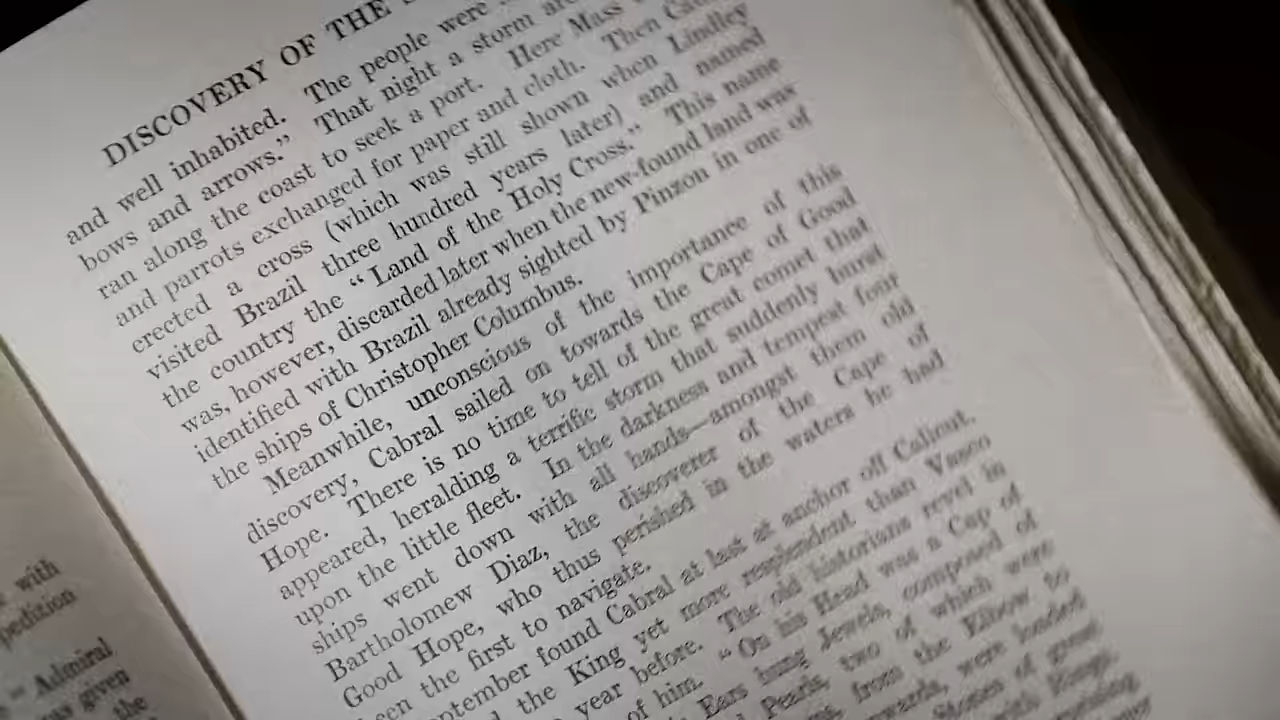 with
pedition
" Admiral
was given
the
DISCOVERY OF THE
and well inhabited. The people were
bows and arrows." That night a storm
ran along the coast to seek a port. Here Mass
and parrots exchanged for paper and cloth. Then
erected a cross (which was still shown when Lindley
visited Brazil three hundred years later) and named
the country the " Land of the Holy Cross." This name
was, however, discarded later when the new-found land was
identified with Brazil already sighted by Pinzon in one of
the ships of Christopher Columbus.
Meanwhile, unconscious of the importance of this
discovery, Cabral sailed on towards the Cape of Good
Hope. There is no time to tell of the great comet that
appeared, heralding a terrific storm that suddenly burst
upon the little fleet. In the darkness and tempest four
ships went down with all hands—amongst them old
Bartholomew Diaz, the discoverer of the Cape of
Good Hope, who thus perished in the waters he had
been the first to navigate.
September found Cabral at last at anchor off Calicut.
the King yet more resplendent than Vasco
year before. The old historians revel in
of him. " On his Head was a Cap of
Ears hung Jewels, composed of
Pearls, two of which were
from the Elbow to
were loaded
Stones of great
with Rings.